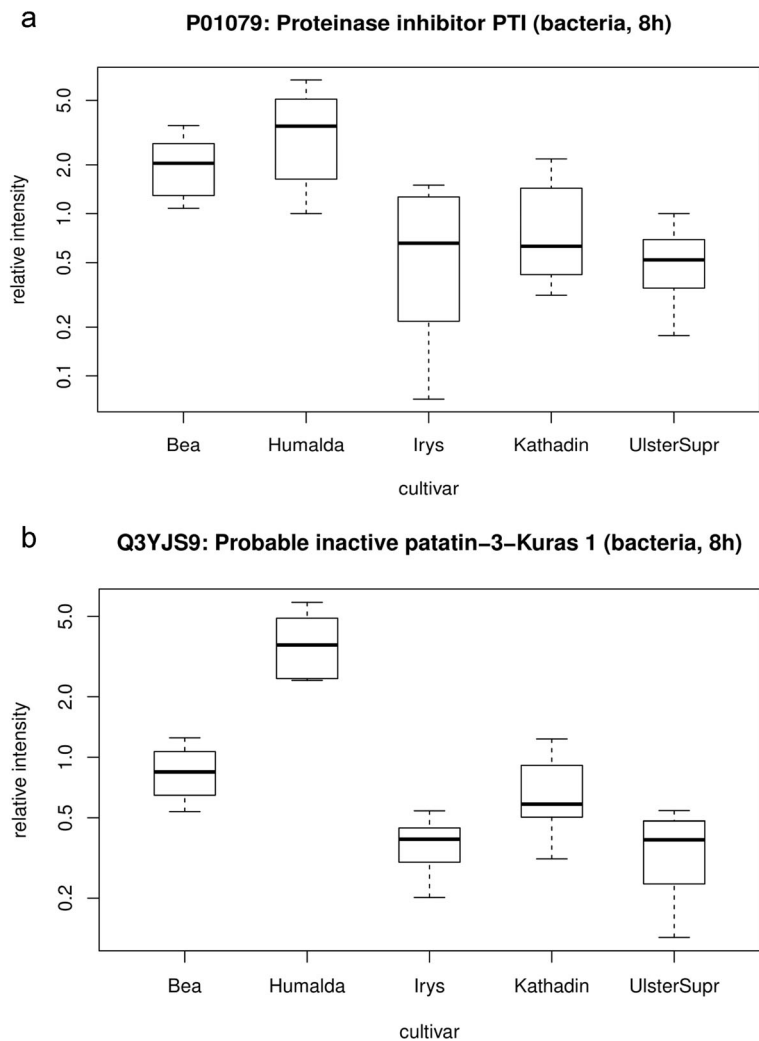 a
P01079: Proteinase inhibitor PTI (bacteria, 8h)
relative intensity
5.0
2.0
1.0
0.5
0.2
0.1
Bea Humalda Irys Kathadin UlsterSupr
cultivar
b
Q3YJS9: Probable inactive patatin−3−Kuras 1 (bacteria, 8h)
relative intensity
5.0
2.0
1.0
0.5
0.2
Bea Humalda Irys Kathadin UlsterSupr
cultivar